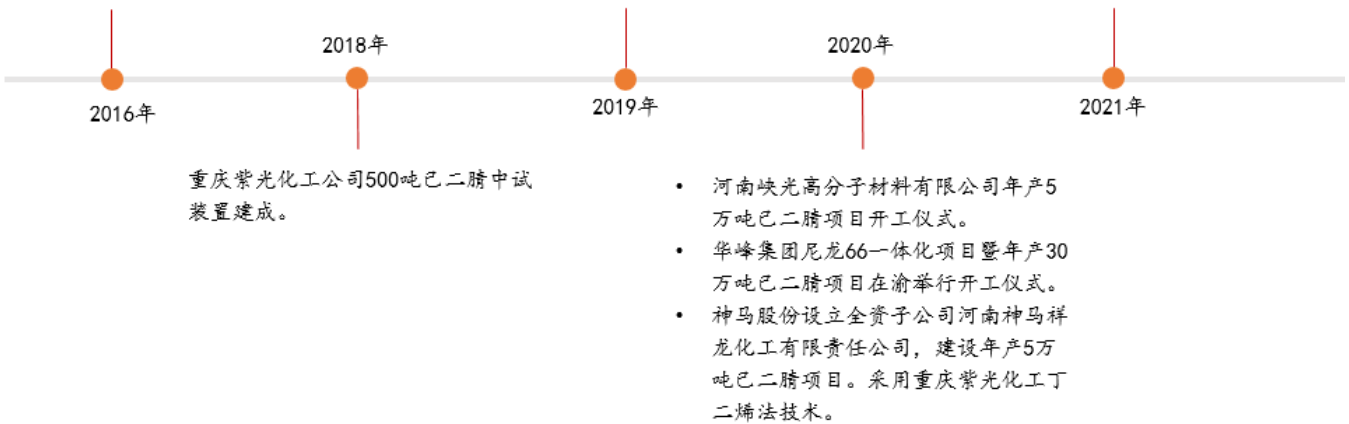 2018年
2020年
2016年
2019年
2021年
重庆紫光化工公司500吨己二腈中试
装置建成。
• 河南峡光高分子材料有限公司年产5
万吨己二腈项目开工仪式。
• 华峰集团尼龙66一体化项目暨年产30
万吨己二腈项目在渝举行开工仪式。
• 神马股份设立全资子公司河南神马祥
龙化工有限责任公司，建设年产5万
吨己二腈项目。采用重庆紫光化工丁
二烯法技术。